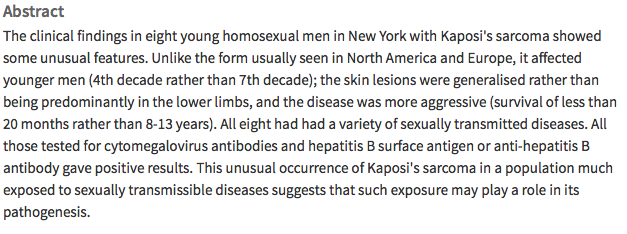 Abstract
The clinical findings in eight young homosexual men in New York with Kaposi's sarcoma showed
some unusual features. Unlike the form usually seen in North America and Europe, it affected
younger men (4th decade rather than 7th decade); the skin lesions were generalised rather than
being predominantly in the lower limbs, and the disease was more aggressive (survival of less than
20 months rather than 8-13 years). All eight had had a variety of sexually transmitted diseases. All
those tested for cytomegalovirus antibodies and hepatitis B surface antigen or anti-hepatitis B
antibody gave positive results. This unusual occurrence of Kaposi's sarcoma in a population much
exposed to sexually transmissible diseases suggests that such exposure may play a role in its
pathogenesis.